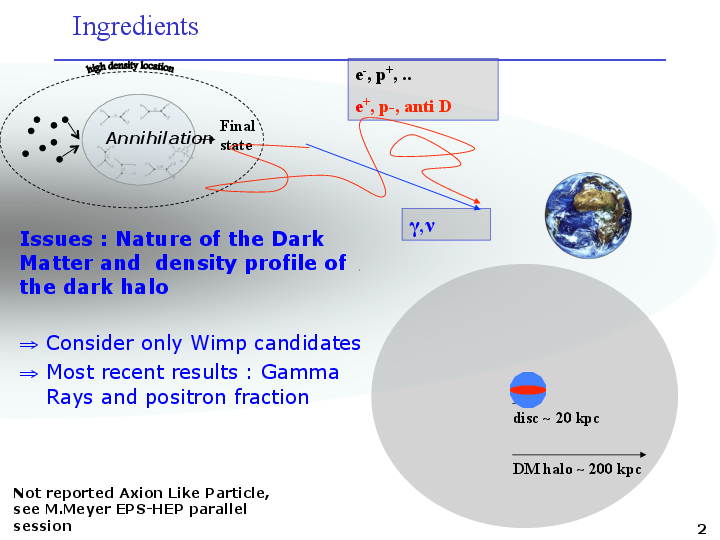 Ingredients
high density location
e-, p+, ..
e+, p-, anti D
Annihilation
Final
state
γ,ν
Issues : Nature of the Dark
Matter and density profile of
the dark halo
⇒ Consider only Wimp candidates
⇒ Most recent results : Gamma
Rays and positron fraction
disc ~ 20 kpc
DM halo ~ 200 kpc
Not reported Axion Like Particle,
see M.Meyer EPS-HEP parallel
session
2